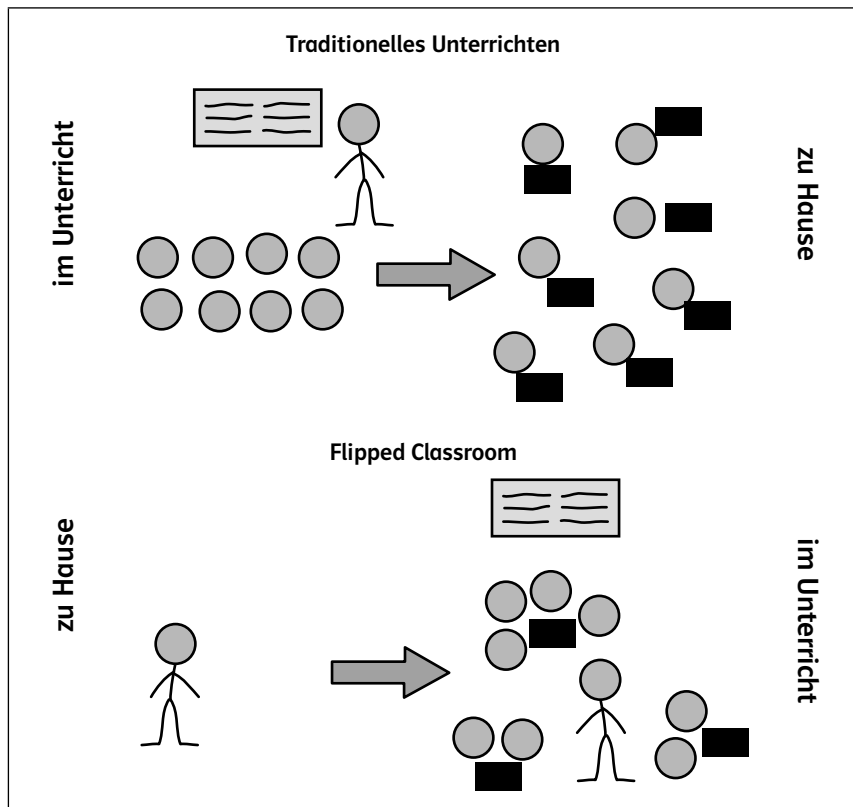 Traditionelles Unterrichten
im Unterricht
zu Hause
Flipped Classroom
zu Hause
im Unterricht